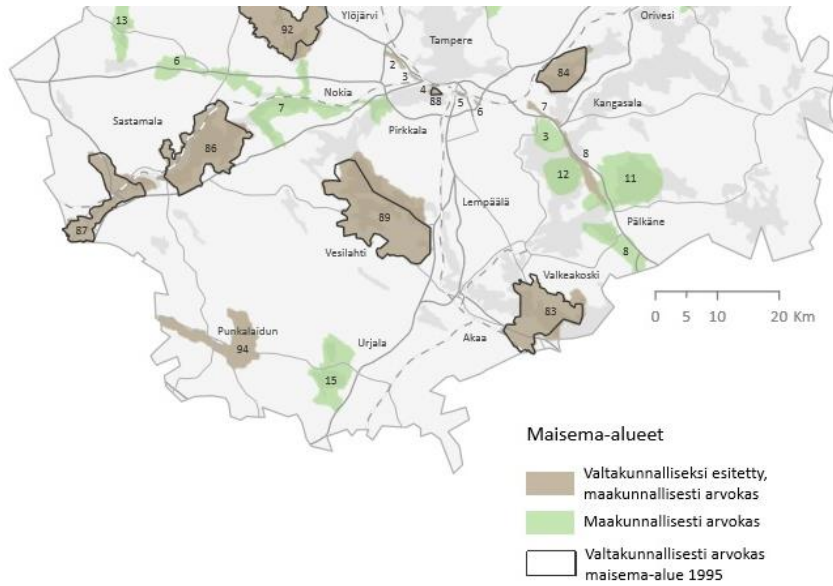 Ylöjärvi
Orivesi
13
92
Tampere
6
2
3
84
Nokia
4
88
5
6
7
Kangasala
7
Sastamala
Pirkkala
3
8
86
12
11
Lempäälä
89
Pälkäne
87
Vesilahti
8
Valkeakoski
83
0 5 10 20 Km
Punkalaidun
94
Urjala
Akaa
15
Maisema-alueet
Valtakunnalliseksi esitetty,
maakunnallisesti arvokas
Maakunnallisesti arvokas
Valtakunnallisesti arvokas
maisema-alue 1995